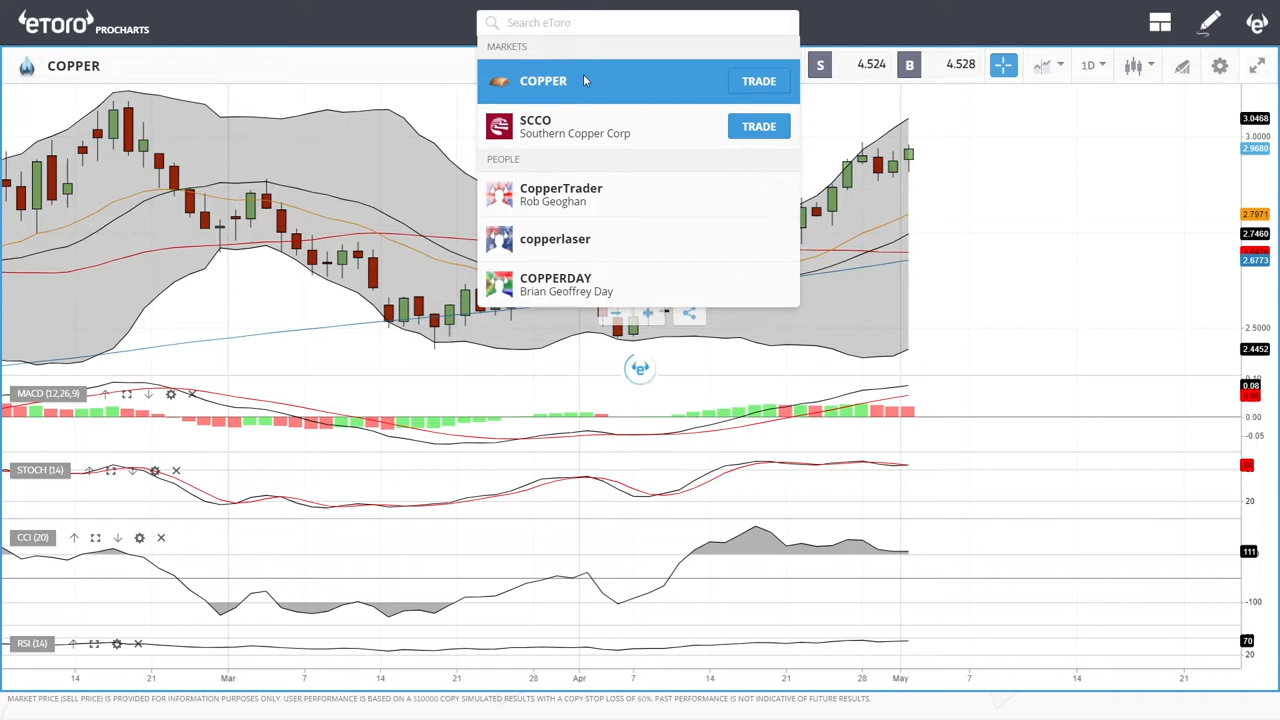 eToro PROCHARTS
Search eToro
MARKETS
COPPER
S 4.524 B 4.528
1D
COPPER TRADE
SCCO
Southern Copper Corp
TRADE
PEOPLE
CopperTrader
Rob Geoghan
copperlaser
COPPERDAY
Brian Geoffrey Day
3.0468
3.0000
2.9680
2.7971
2.7460
2.6773
2.5000
2.4452
MACD (12,26,9)
0.08
0.00
-0.05
STOCH (14)
20
CCI (20)
111
-100
RSI (14)
70
20
14 21 Mar 7 14 21 28 Apr 7 14 21 28 May 7 14 21
MARKET PRICE (SELL PRICE) IS PROVIDED FOR INFORMATION PURPOSES ONLY. USER PERFORMANCE IS BASED ON A $10000 COPY SIMULATED RESULTS WITH A COPY STOP LOSS OF 60%. PAST PERFORMANCE IS NOT INDICATIVE OF FUTURE RESULTS.